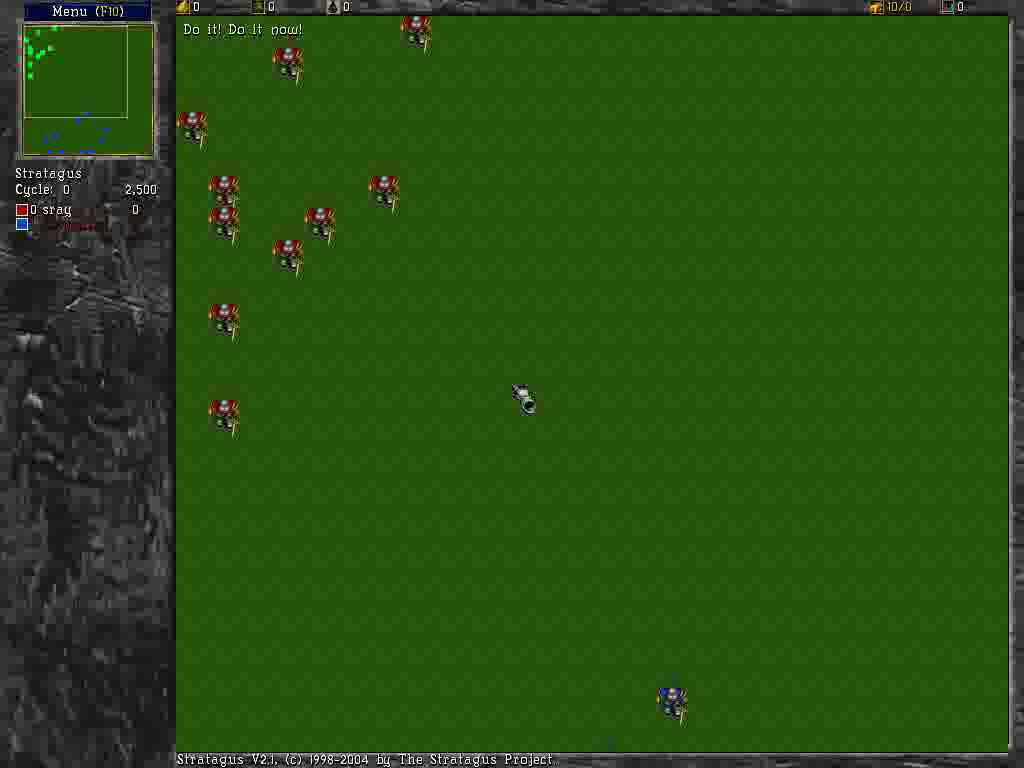 Menu (F10) 0 0 0 10/0 0
Do it! Do it now!
Stratagus
Cycle: 0 2,500
0 sray 0
Stratagus V2.1, (c) 1998-2004 by The Stratagus Project